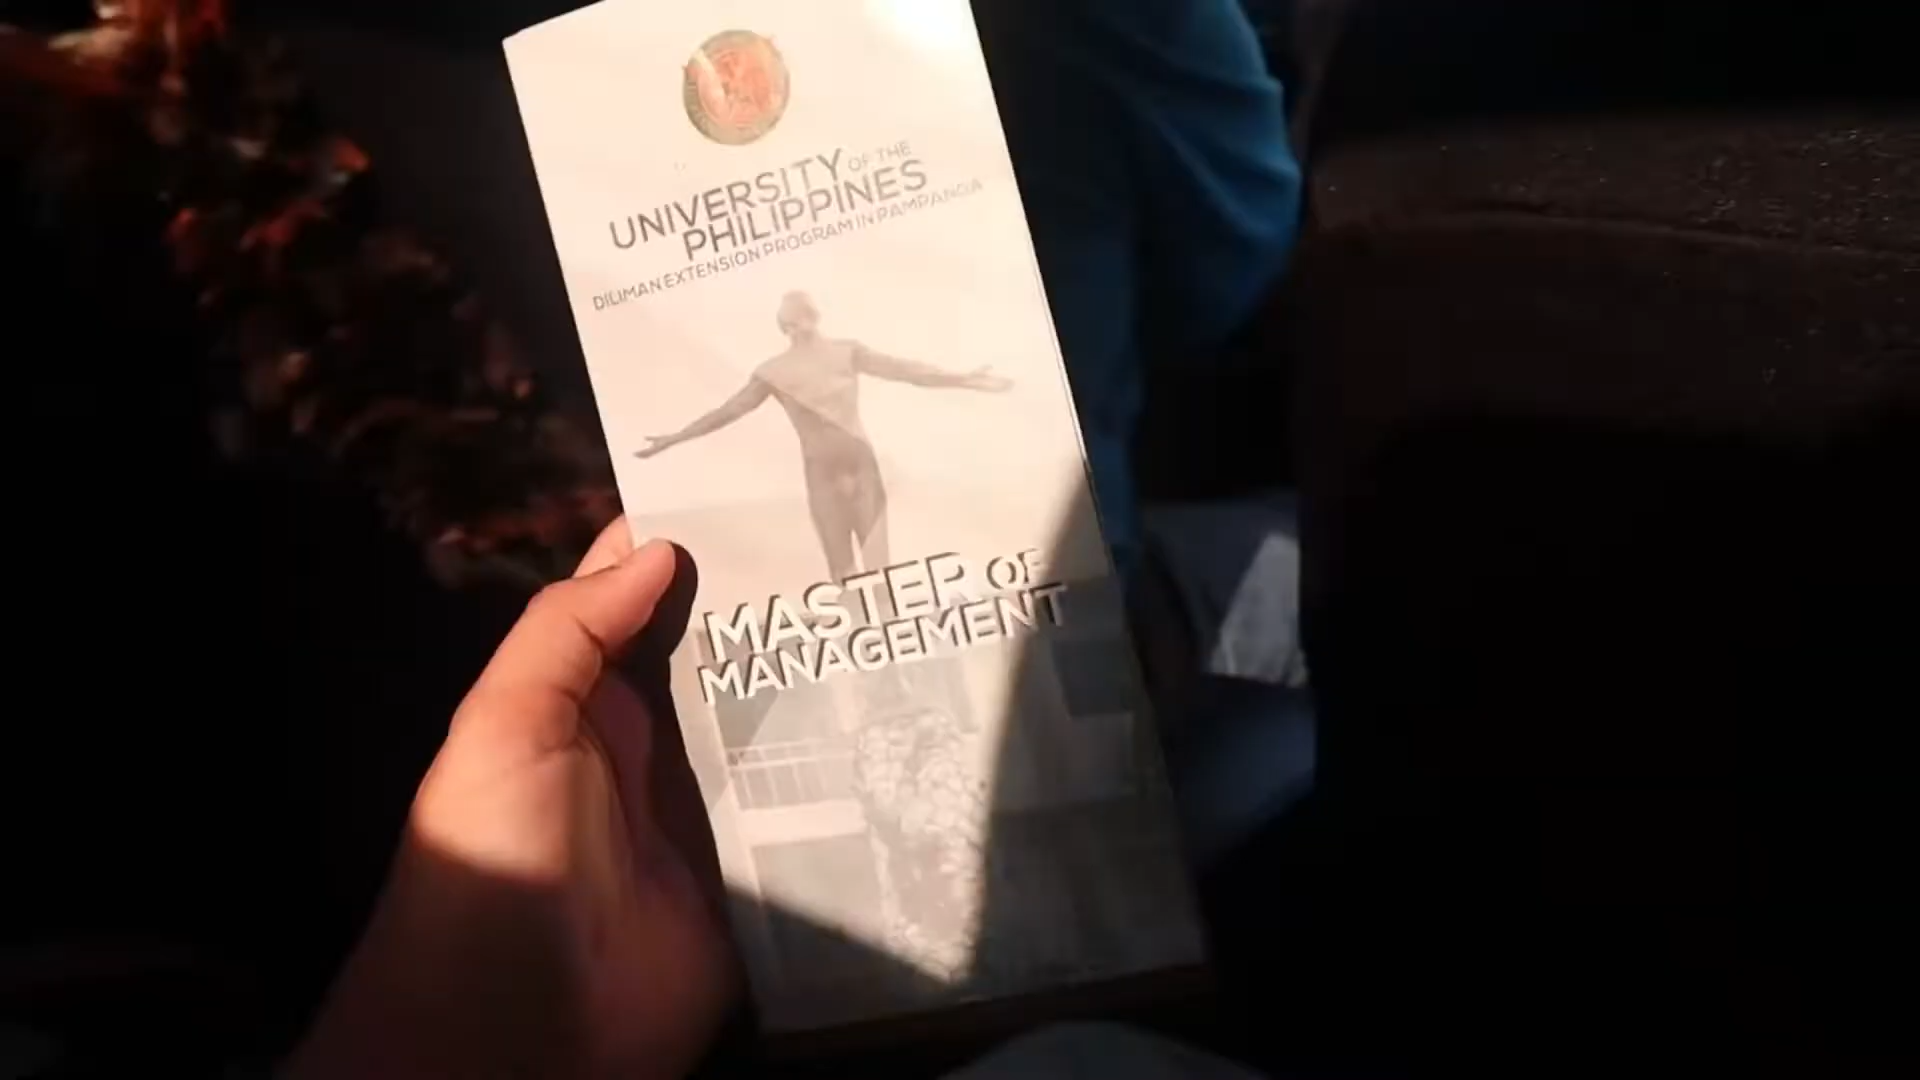 UNIVERSITY OF THE
PHILIPPINES
DILIMAN EXTENSION PROGRAM IN PAMPANGA
MASTER OF
MANAGEMENT